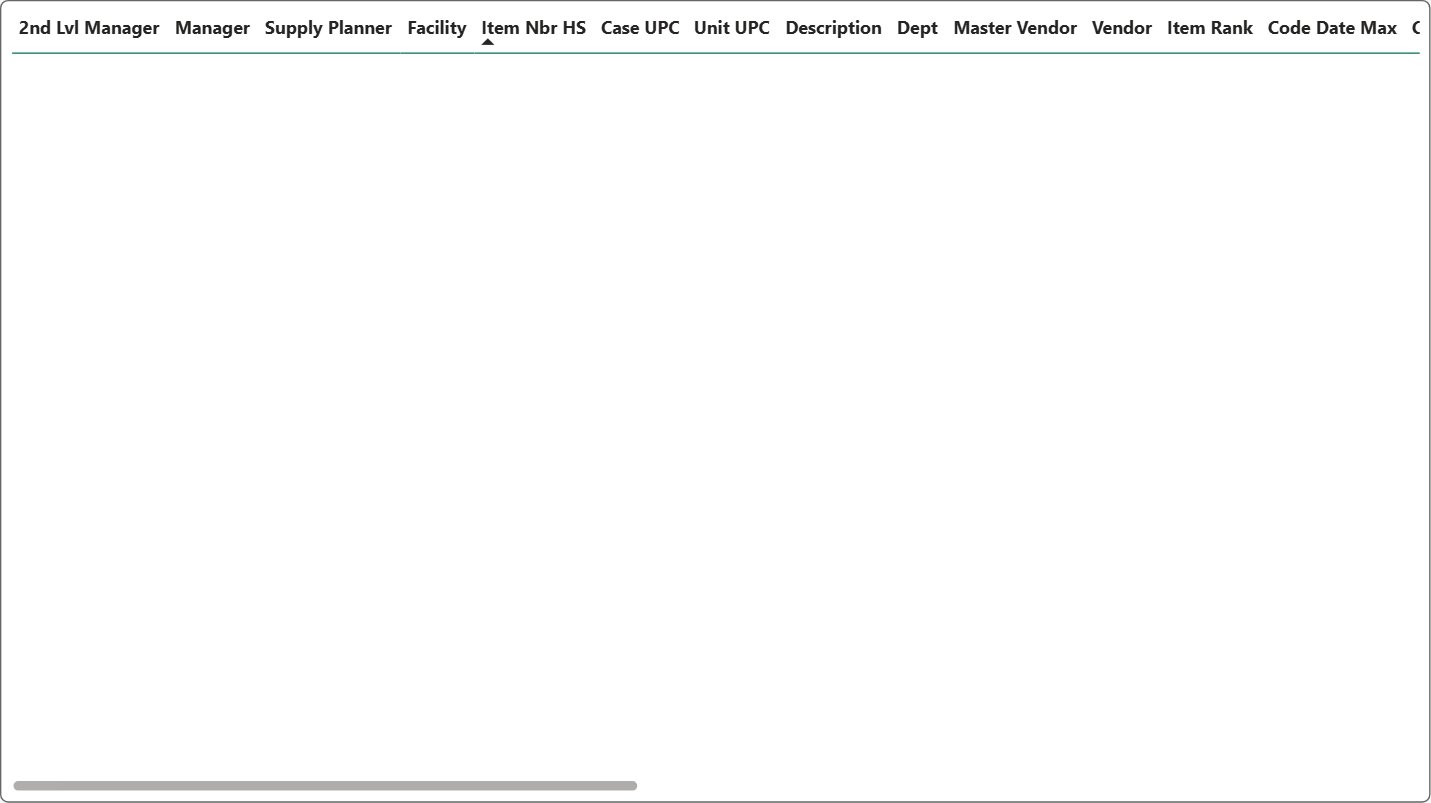 2nd Lvl Manager Manager Supply Planner Facility Item Nbr HS Case UPC Unit UPC Description Dept Master Vendor Vendor Item Rank Code Date Max